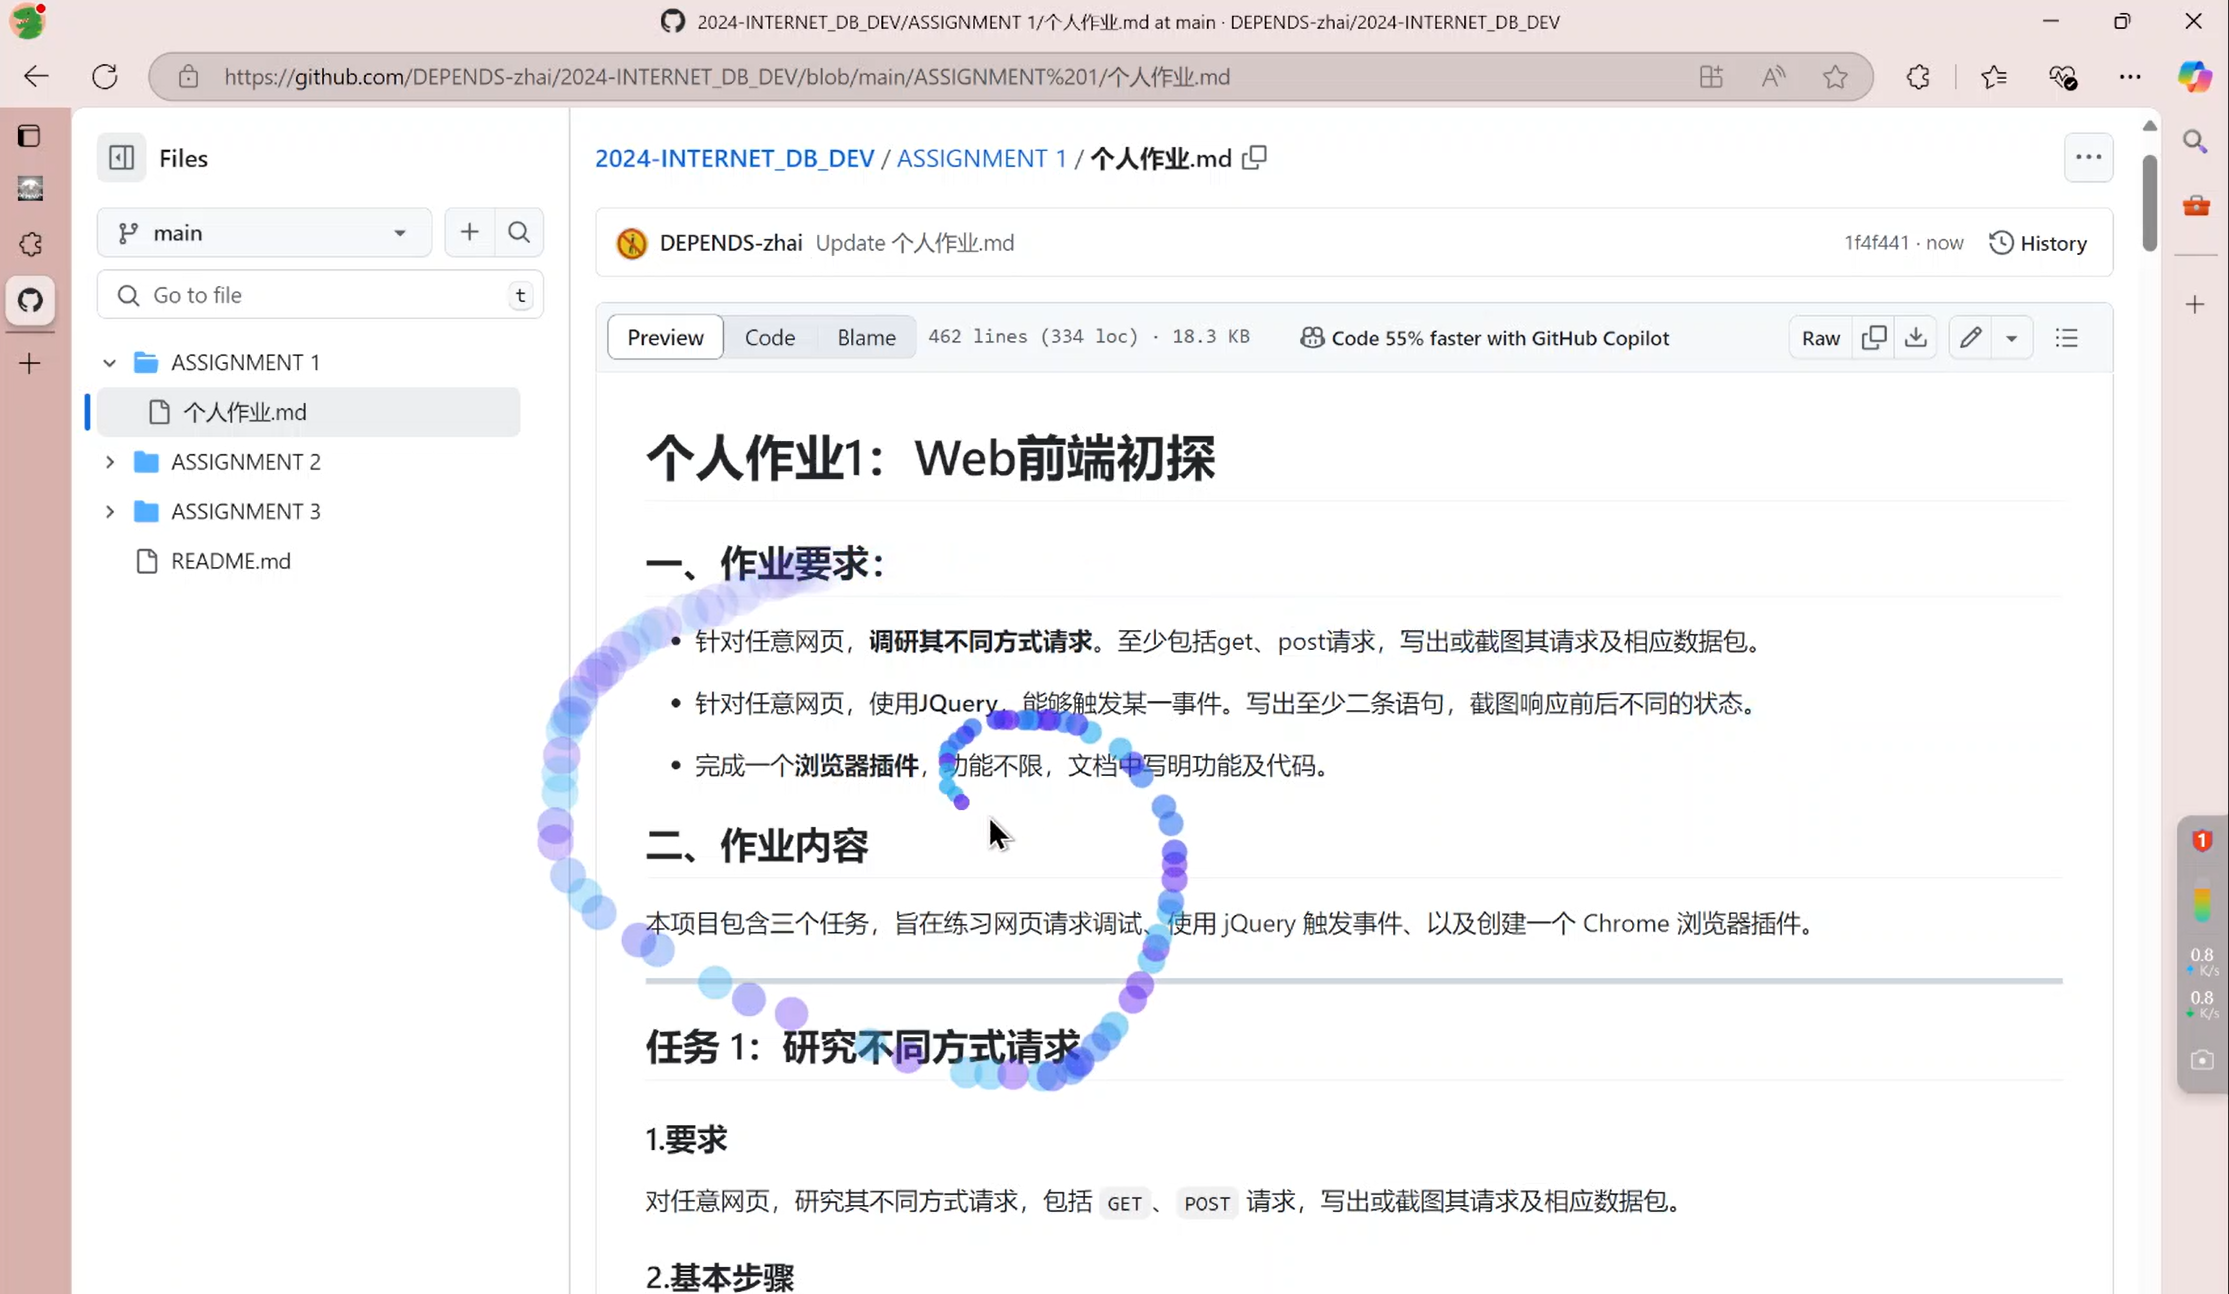 2024-INTERNET_DB_DEV/ASSIGNMENT 1/个人作业.md at main · DEPENDS-zhai/2024-INTERNET_DB_DEV
https://github.com/DEPENDS-zhai/2024-INTERNET_DB_DEV/blob/main/ASSIGNMENT%201/个人作业.md
Files
main
Go to file
t
ASSIGNMENT 1
个人作业.md
ASSIGNMENT 2
ASSIGNMENT 3
README.md
2024-INTERNET_DB_DEV / ASSIGNMENT 1 / 个人作业.md
DEPENDS-zhai Update 个人作业.md
1f4f441 · now
History
Preview
Code
Blame
462 lines (334 loc) · 18.3 KB
Code 55% faster with GitHub Copilot
Raw
个人作业1：Web前端初探
一、作业要求：
针对任意网页，调研其不同方式请求。至少包括get、post请求，写出或截图其请求及相应数据包。
针对任意网页，使用JQuery，能够触发某一事件。写出至少二条语句，截图响应前后不同的状态。
完成一个浏览器插件，功能不限，文档中写明功能及代码。
二、作业内容
本项目包含三个任务，旨在练习网页请求调试、使用 jQuery 触发事件、以及创建一个 Chrome 浏览器插件。
任务 1：研究不同方式请求
1.要求
对任意网页，研究其不同方式请求，包括 GET 、 POST 请求，写出或截图其请求及相应数据包。
2.基本步骤
1
0.8
K/s
0.8
K/s